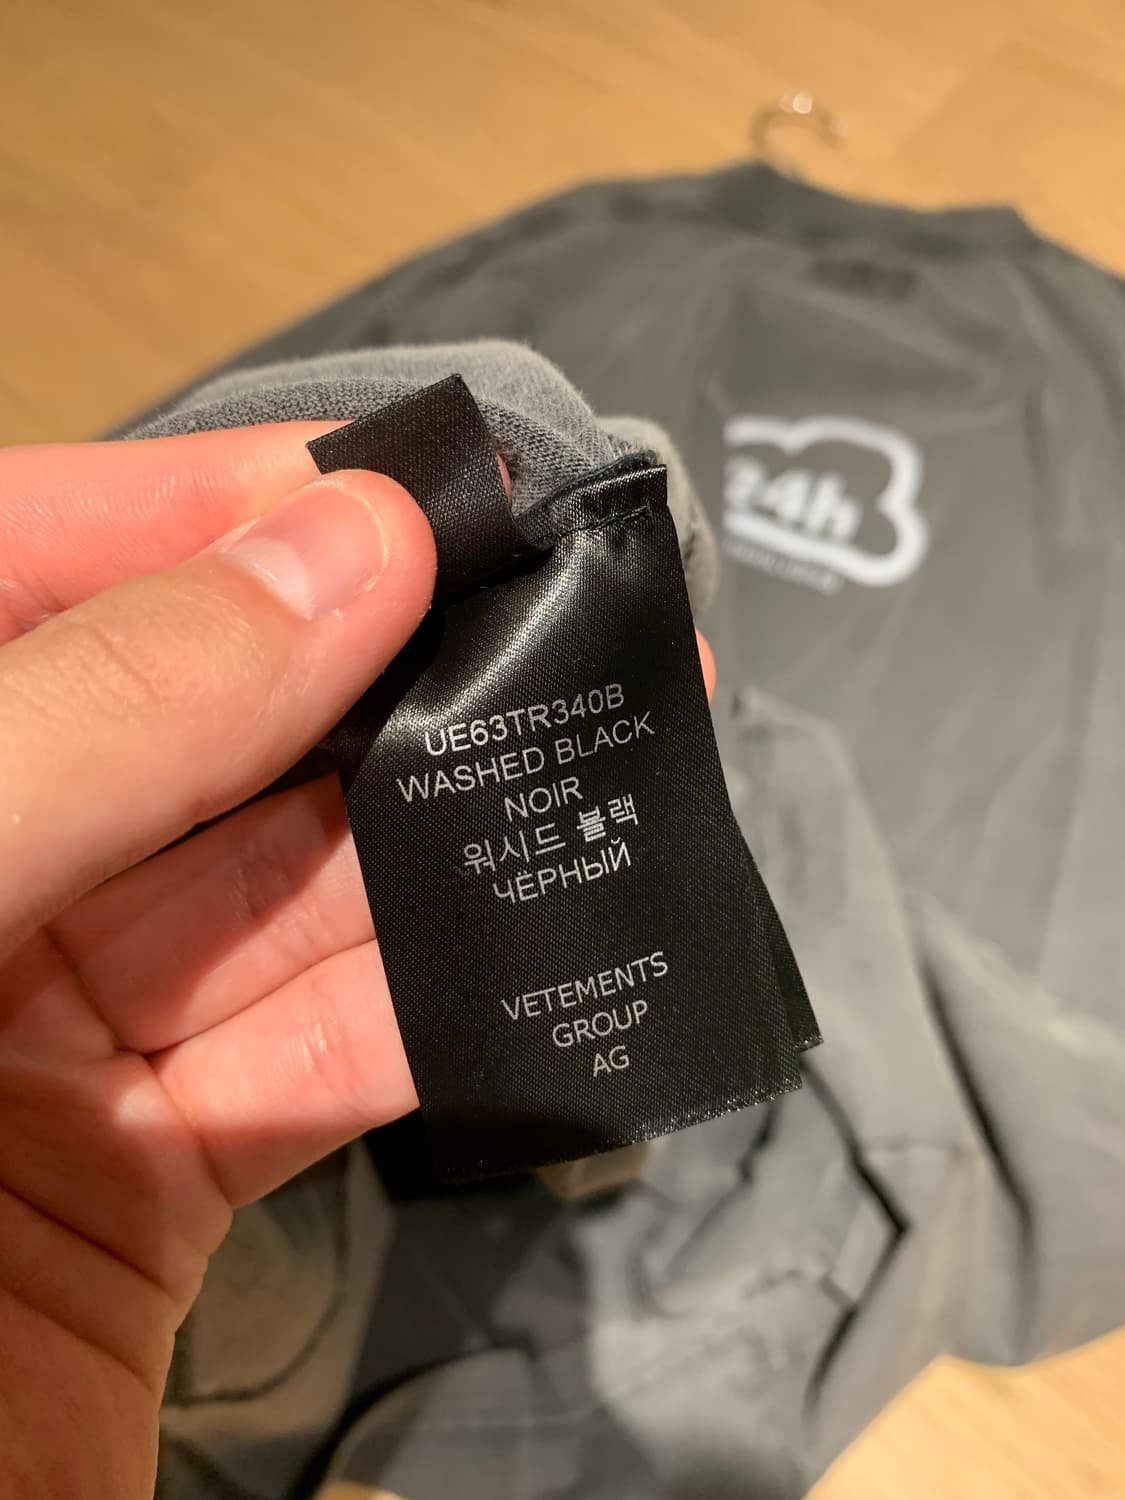 24h
UE63TR340B
WASHED BLACK
NOIR
워시드 블랙
ЧЁРНЫЙ
VETEMENTS
GROUP
AG